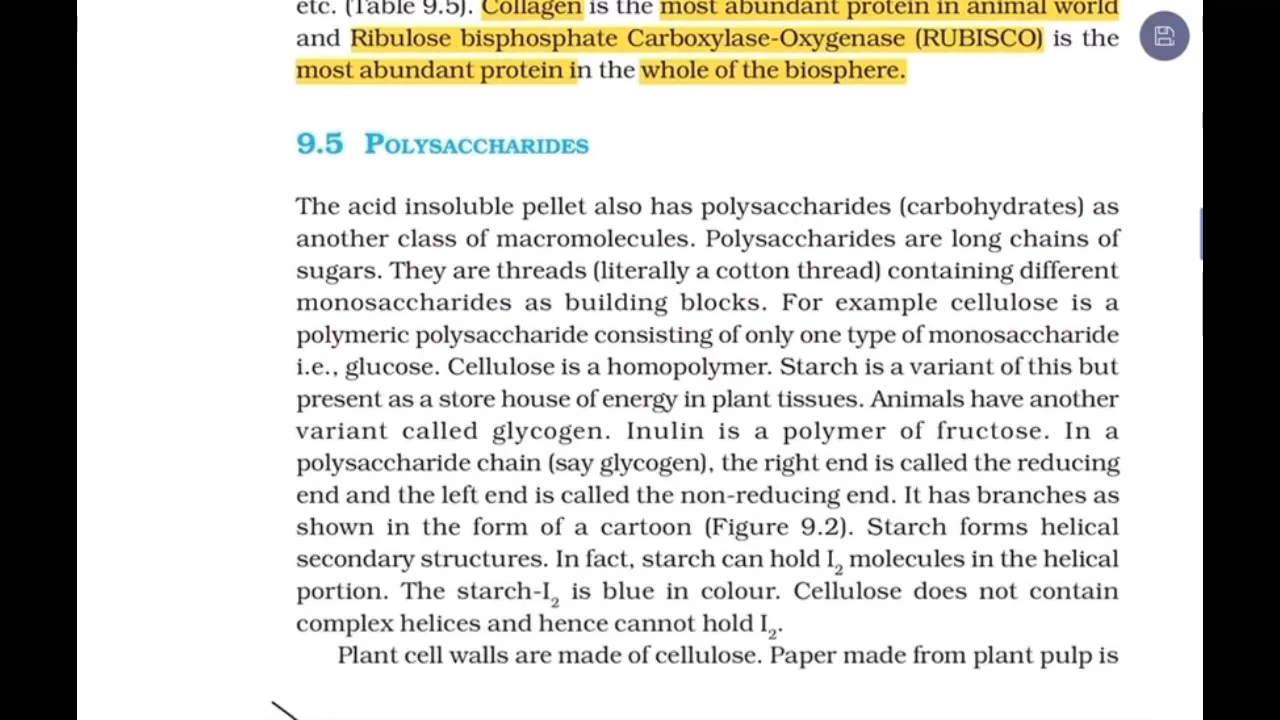 etc. (Table 9.5). Collagen is the most abundant protein in animal world
and Ribulose bisphosphate Carboxylase-Oxygenase (RUBISCO) is the
most abundant protein in the whole of the biosphere.
9.5 POLYSACCHARIDES
The acid insoluble pellet also has polysaccharides (carbohydrates) as
another class of macromolecules. Polysaccharides are long chains of
sugars. They are threads (literally a cotton thread) containing different
monosaccharides as building blocks. For example cellulose is a
polymeric polysaccharide consisting of only one type of monosaccharide
i.e., glucose. Cellulose is a homopolymer. Starch is a variant of this but
present as a store house of energy in plant tissues. Animals have another
variant called glycogen. Inulin is a polymer of fructose. In a
polysaccharide chain (say glycogen), the right end is called the reducing
end and the left end is called the non-reducing end. It has branches as
shown in the form of a cartoon (Figure 9.2). Starch forms helical
secondary structures. In fact, starch can hold I₂ molecules in the helical
portion. The starch-I₂ is blue in colour. Cellulose does not contain
complex helices and hence cannot hold I₂.
Plant cell walls are made of cellulose. Paper made from plant pulp is